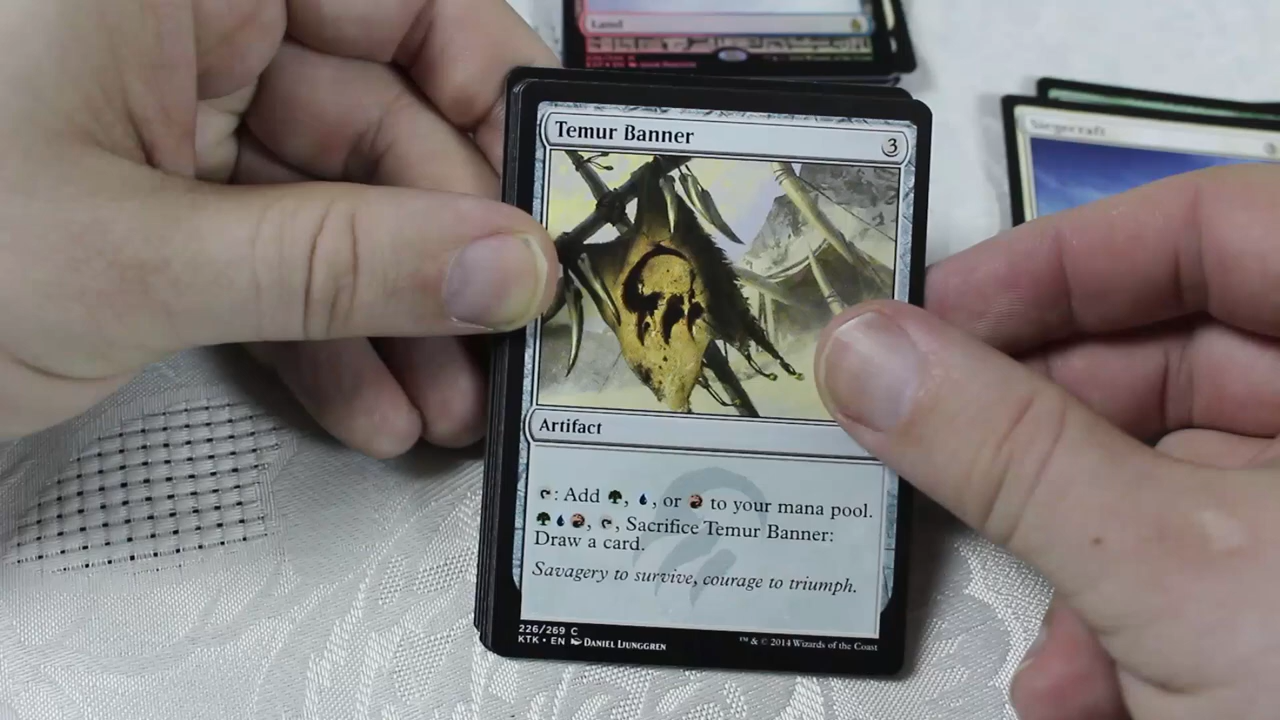 Land
Siegecraft
Temur Banner
3
Artifact
: Add , , or to your mana pool.
, , Sacrifice Temur Banner:
Draw a card.
Savagery to survive, courage to triumph.
226/269 C
KTK • EN DANIEL LJUNGGREN
™ & © 2014 Wizards of the Coast